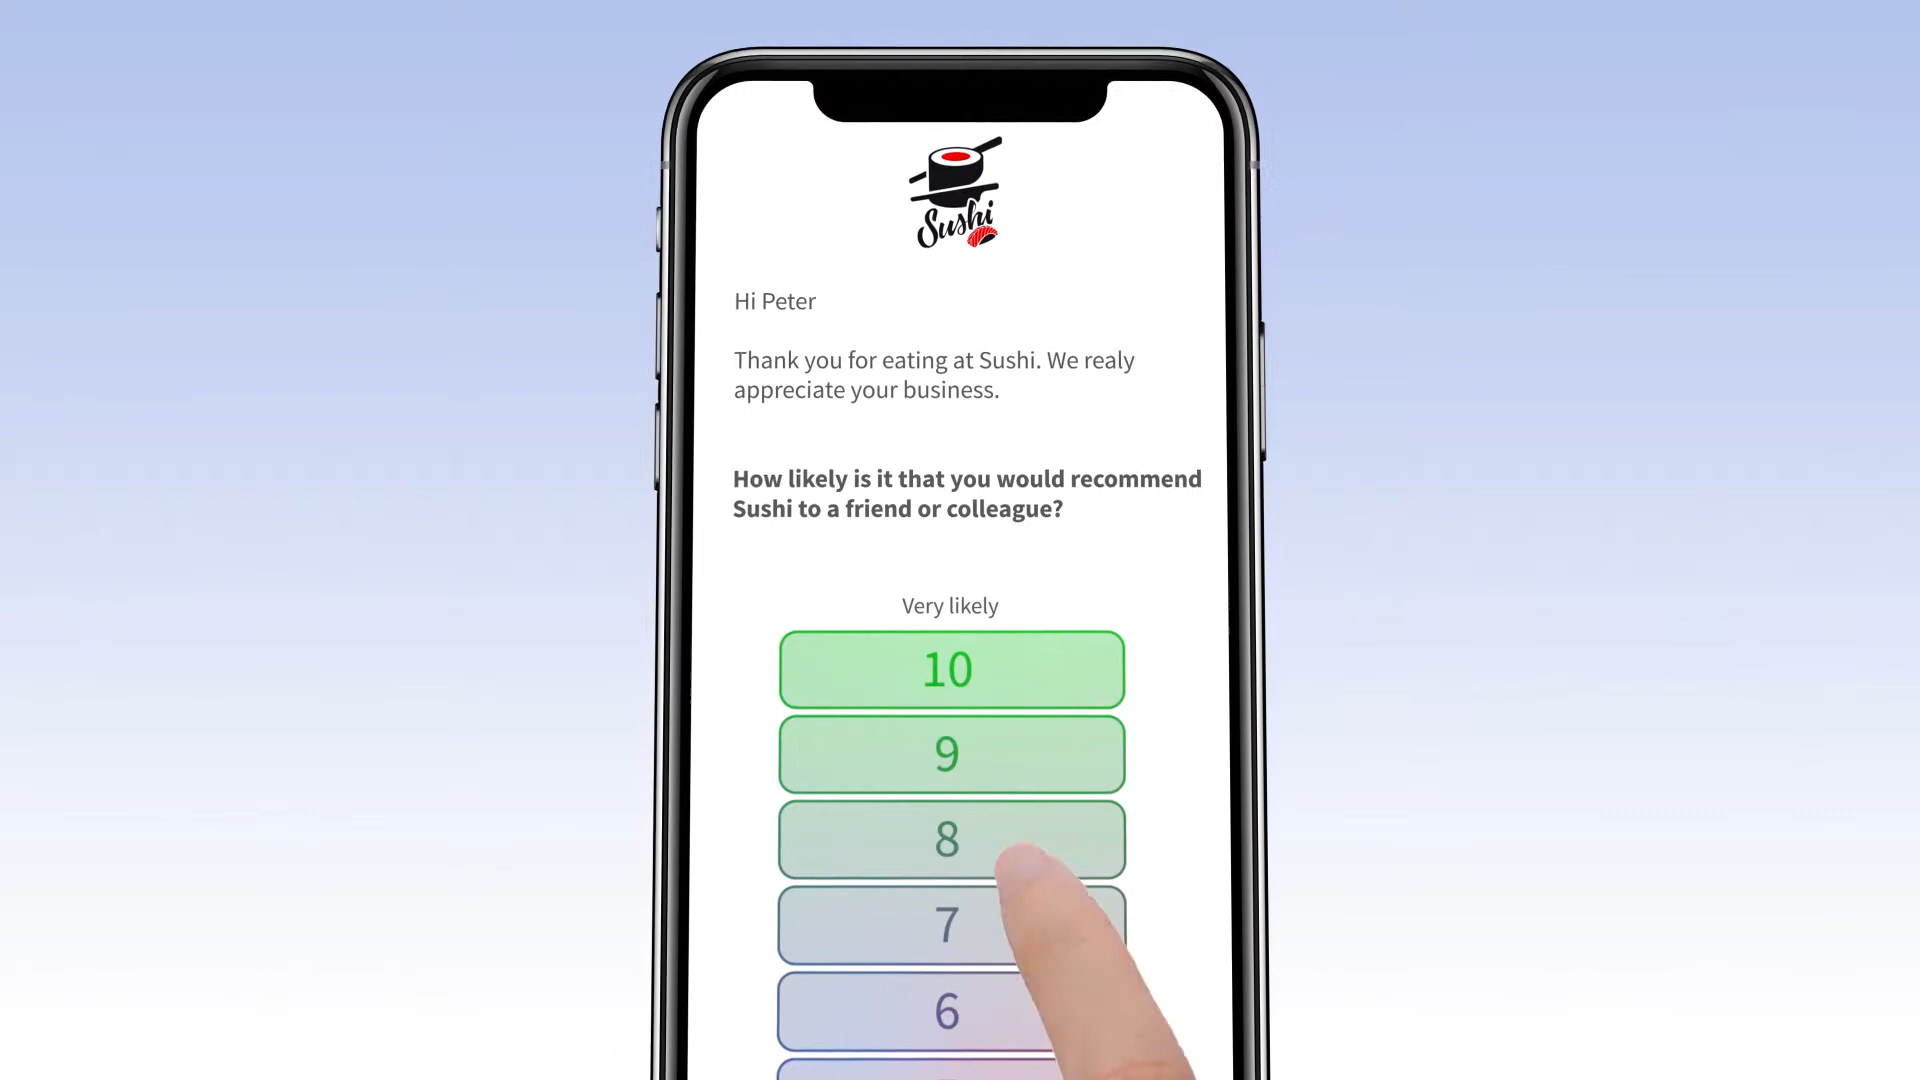 Sushi
Hi Peter
Thank you for eating at Sushi. We realy
appreciate your business.
How likely is it that you would recommend
Sushi to a friend or colleague?
Very likely
10
9
8
7
6